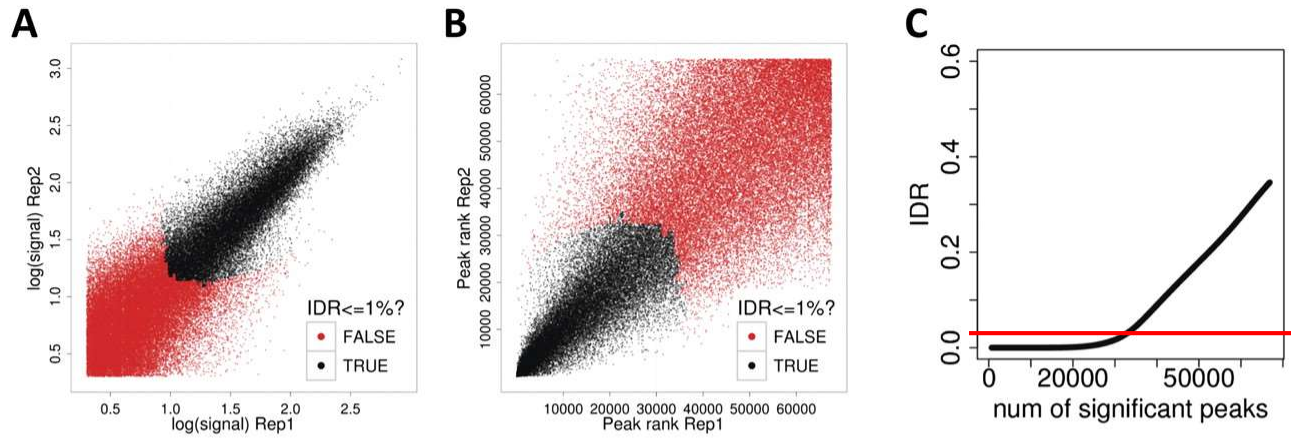 A
3.0
2.5
2.0
1.5
1.0
0.5
log(signal) Rep2
0.5 1.0 1.5 2.0 2.5
log(signal) Rep1
IDR<=1%?
FALSE
TRUE
B
60000
50000
40000
30000
20000
10000
Peak rank Rep2
10000 20000 30000 40000 50000 60000
Peak rank Rep1
IDR<=1%?
FALSE
TRUE
C
0.6
0.4
0.2
0.0
IDR
0 20000 50000
num of significant peaks